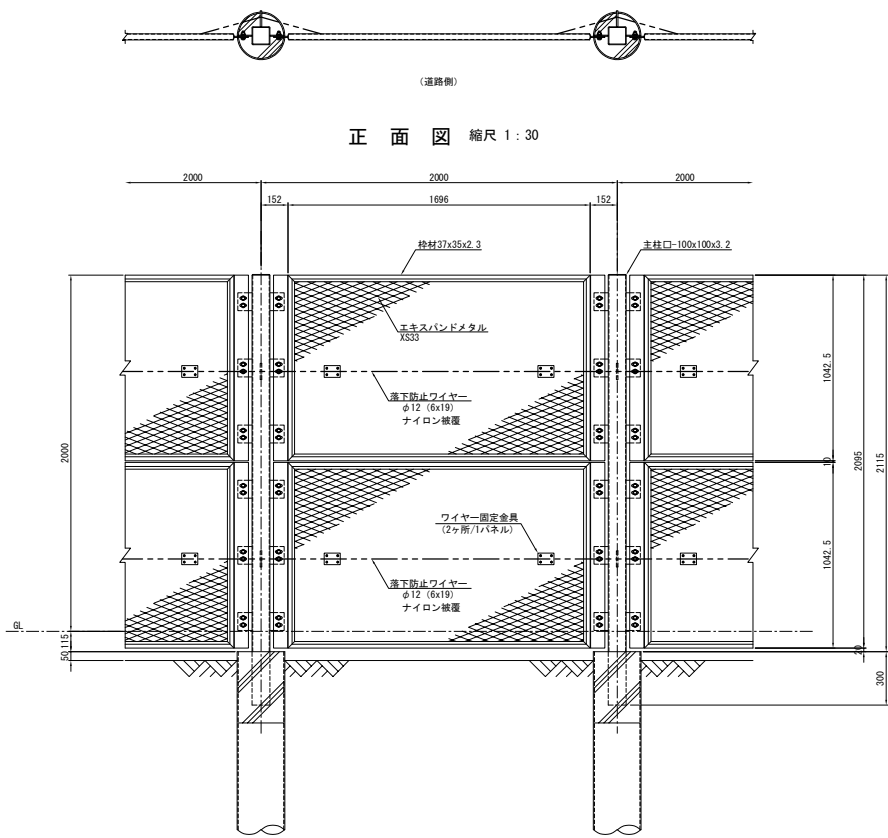 （道路側）
正 面 図 縮尺 1：30
2000
2000
2000
152
1696
152
枠材37x35x2.3
主柱口-100x100x3.2
エキスパンドメタル
XS33
落下防止ワイヤー
φ12（6x19）
ナイロン被覆
1042.5
2000
10
2095
2115
ワイヤー固定金具
（2ヶ所/1パネル）
1042.5
落下防止ワイヤー
φ12（6x19）
ナイロン被覆
GL
115
50
20
300